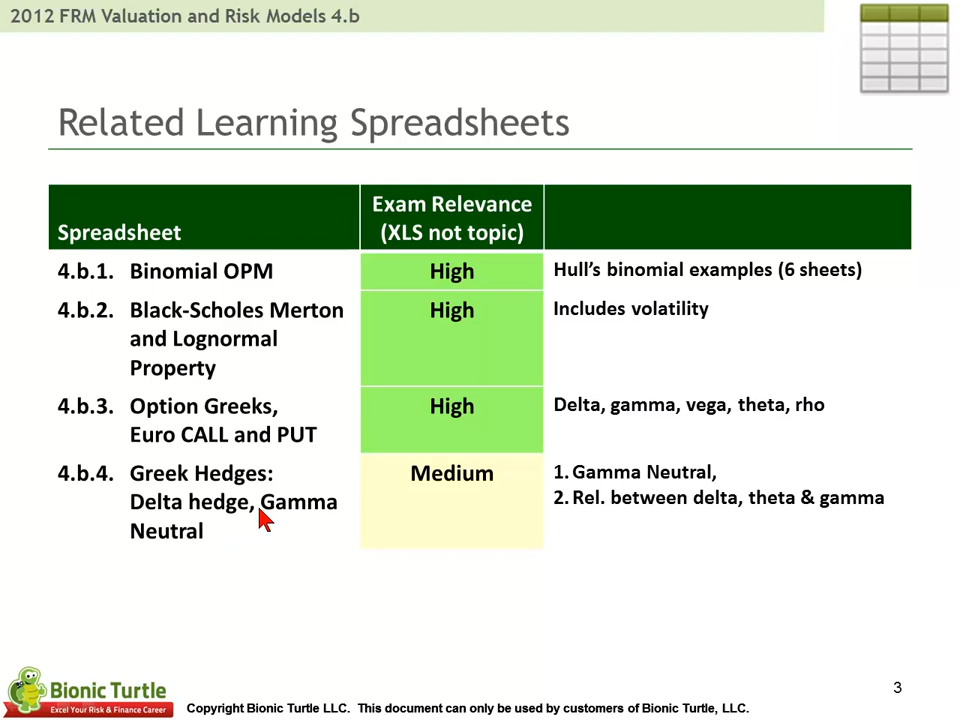 2012 FRM Valuation and Risk Models 4.b
Related Learning Spreadsheets
Spreadsheet
Exam Relevance
(XLS not topic)
4.b.1. Binomial OPM
High
Hull's binomial examples (6 sheets)
4.b.2. Black-Scholes Merton
and Lognormal
Property
High
Includes volatility
4.b.3. Option Greeks,
Euro CALL and PUT
High
Delta, gamma, vega, theta, rho
4.b.4. Greek Hedges:
Delta hedge, Gamma
Neutral
Medium
1. Gamma Neutral,
2. Rel. between delta, theta & gamma
3
Bionic Turtle
Excel Your Risk & Finance Career
Copyright Bionic Turtle LLC. This document can only be used by customers of Bionic Turtle, LLC.